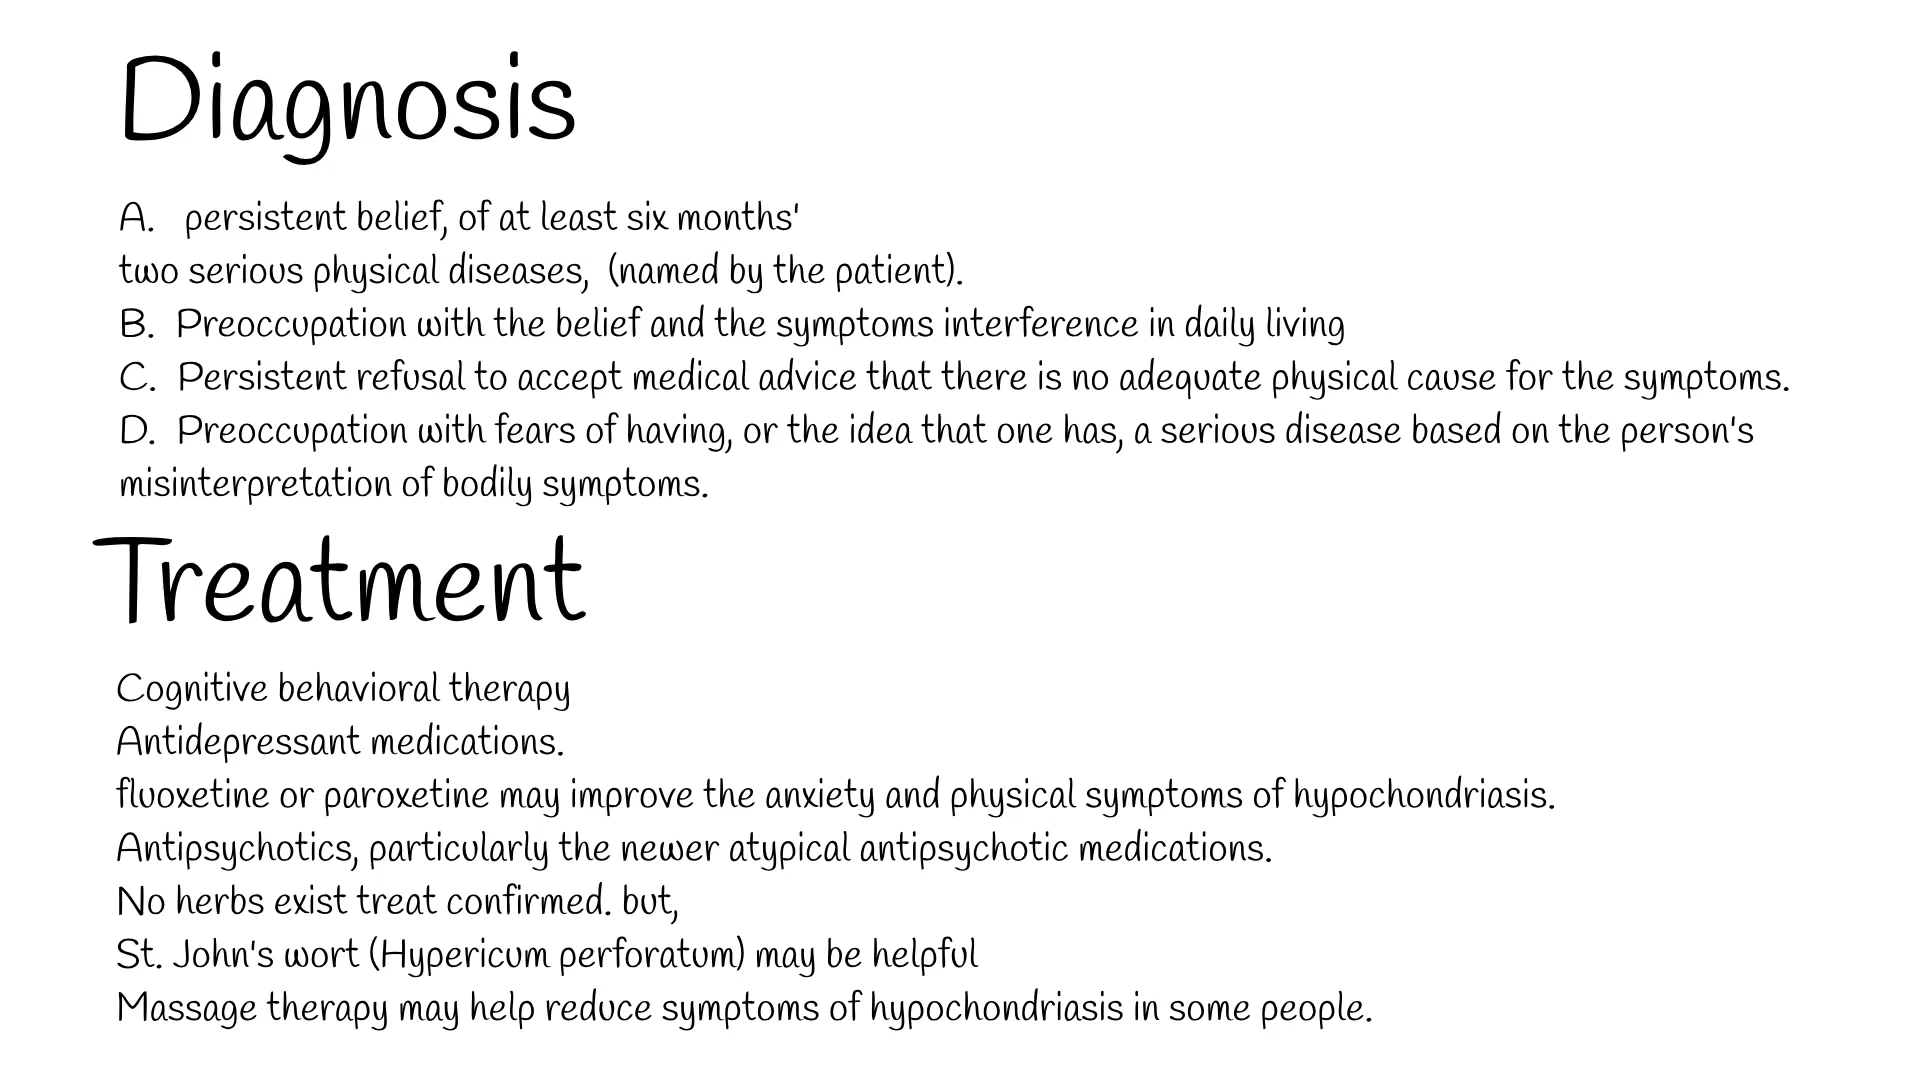 Diagnosis
A. persistent belief, of at least six months'
two serious physical diseases, (named by the patient).
B. Preoccupation with the belief and the symptoms interference in daily living
C. Persistent refusal to accept medical advice that there is no adequate physical cause for the symptoms.
D. Preoccupation with fears of having, or the idea that one has, a serious disease based on the person's
misinterpretation of bodily symptoms.
Treatment
Cognitive behavioral therapy
Antidepressant medications.
fluoxetine or paroxetine may improve the anxiety and physical symptoms of hypochondriasis.
Antipsychotics, particularly the newer atypical antipsychotic medications.
No herbs exist treat confirmed. but,
St. John's wort (Hypericum perforatum) may be helpful
Massage therapy may help reduce symptoms of hypochondriasis in some people.